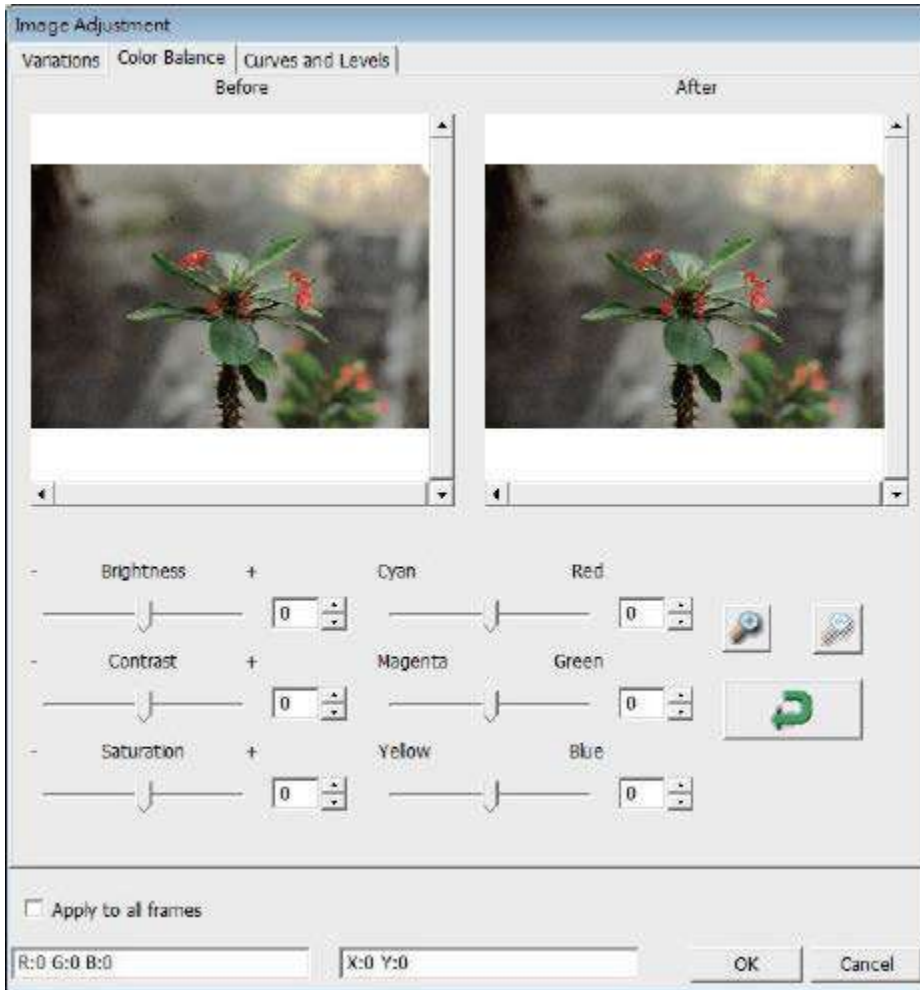 Image Adjustment
Variations Color Balance Curves and Levels
Before After
- Brightness + Cyan Red
0 0
- Contrast + Magenta Green
0 0
- Saturation + Yellow Blue
0 0
Apply to all frames
R:0 G:0 B:0 X:0 Y:0 OK Cancel